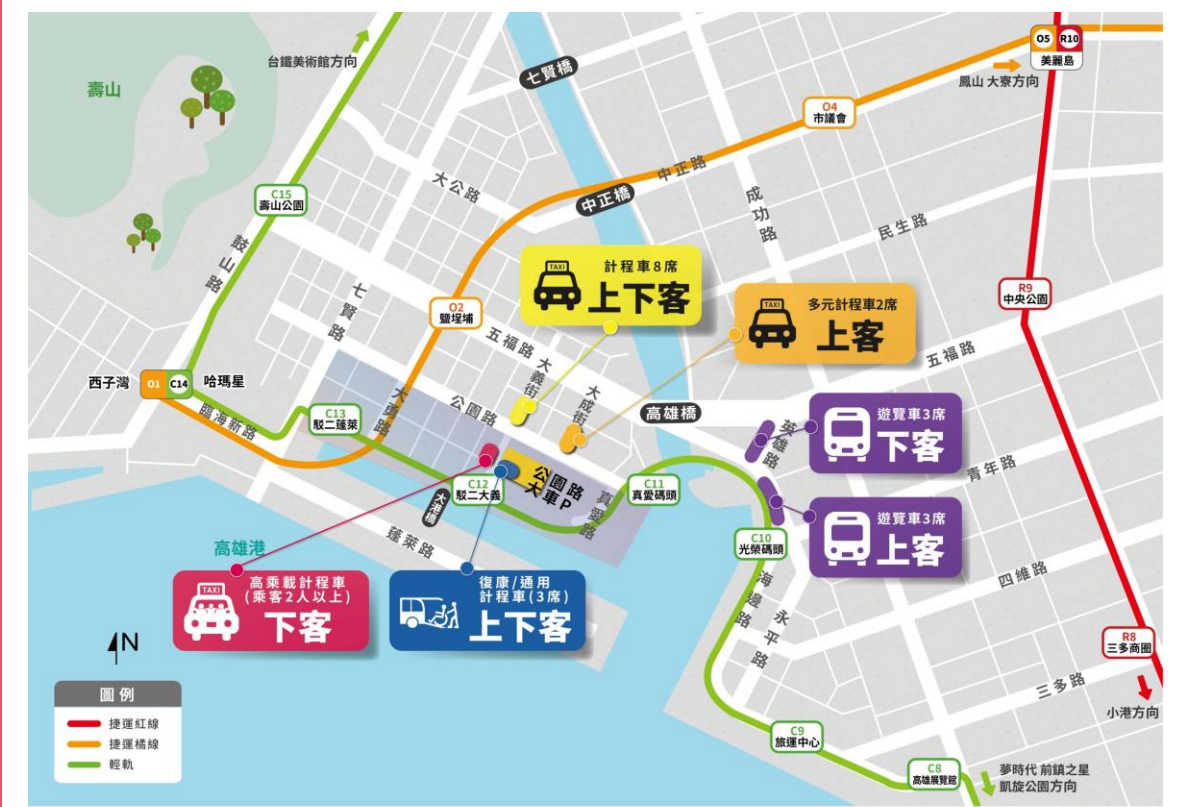 台鐵美術館方向
壽山
七賢橋
O5 R10
美麗島
鳳山 大寮方向
O4
市議會
中正路
中正橋
大公路
成功路
民生路
C15
壽山公園
鼓山路
七賢路
O2
鹽埕埔
TAXI
計程車8席
上下客
TAXI
多元計程車2席
上客
R9
中央公園
五福路
五福路
大義街
大成街
高雄橋
西子灣
O1 C14
哈瑪星
臨海新路
C13
駁二蓬萊
大勇路
公園路
英雄路
遊覽車3席
下客
青年路
公園路
大車P
C12
駁二大義
大港橋
真愛路
C11
真愛碼頭
遊覽車3席
上客
C10
光榮碼頭
高雄港
蓬萊路
四維路
海邊路
永平路
TAXI
高乘載計程車
(乘客2人以上)
下客
復康/通用
計程車(3席)
上下客
N
R8
三多商圈
三多路
小港方向
圖例
捷運紅線
捷運橘線
輕軌
C9
旅運中心
C8
高雄展覽館
夢時代 前鎮之星
凱旋公園方向